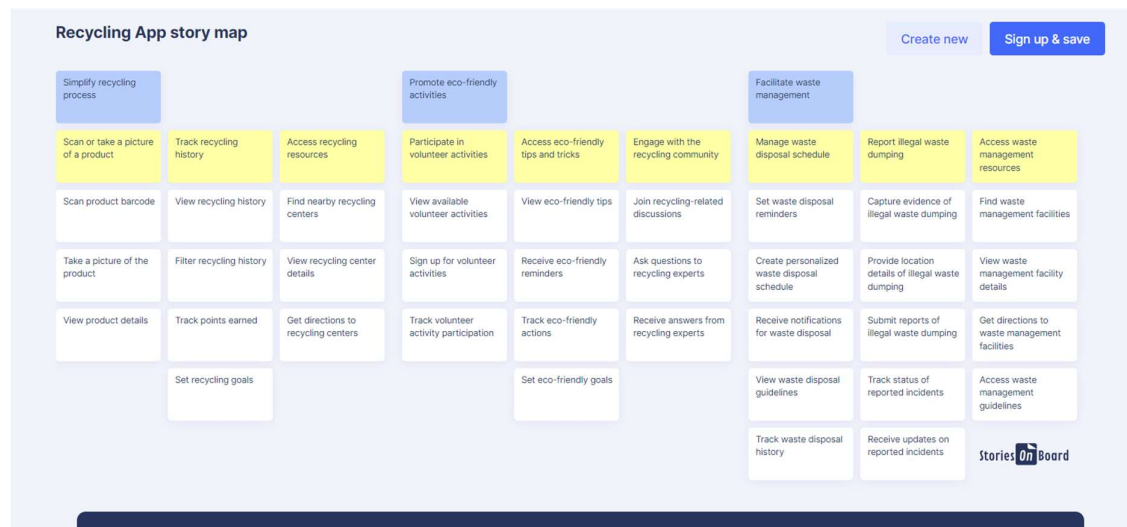 Recycling App story map
Create new
Sign up & save
Simplify recycling
process
Promote eco-friendly
activities
Facilitate waste
management
Scan or take a picture
of a product
Track recycling
history
Access recycling
resources
Participate in
volunteer activities
Access eco-friendly
tips and tricks
Engage with the
recycling community
Manage waste
disposal schedule
Report illegal waste
dumping
Access waste
management
resources
Scan product barcode
View recycling history
Find nearby recycling
centers
View available
volunteer activities
View eco-friendly tips
Join recycling-related
discussions
Set waste disposal
reminders
Capture evidence of
illegal waste dumping
Find waste
management facilities
Take a picture of the
product
Filter recycling history
View recycling center
details
Sign up for volunteer
activities
Receive eco-friendly
reminders
Ask questions to
recycling experts
Create personalized
waste disposal
schedule
Provide location
details of illegal waste
dumping
View waste
management facility
details
View product details
Track points earned
Get directions to
recycling centers
Track volunteer
activity participation
Track eco-friendly
actions
Receive answers from
recycling experts
Receive notifications
for waste disposal
Submit reports of
illegal waste dumping
Get directions to
waste management
facilities
Set recycling goals
Set eco-friendly goals
View waste disposal
guidelines
Track status of
reported incidents
Access waste
management
guidelines
Track waste disposal
history
Receive updates on
reported incidents
Stories On Board